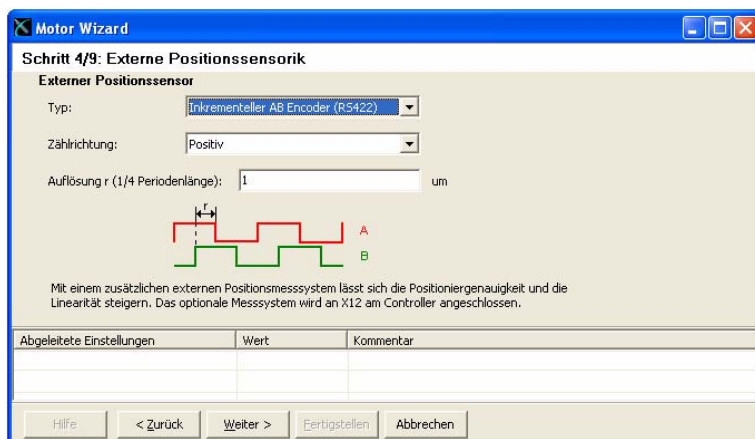 Motor Wizard
Schritt 4/9: Externe Positionssensorik
Externer Positionssensor
Typ: Inkrementeller AB Encoder (RS422)
Zählrichtung: Positiv
Auflösung r (1/4 Periodenlänge): 1 um
r
A
B
Mit einem zusätzlichen externen Positionsmesssystem lässt sich die Positioniergenauigkeit und die
Linearität steigern. Das optionale Messsystem wird an X12 am Controller angeschlossen.
Abgeleitete Einstellungen Wert Kommentar
Hilfe < Zurück Weiter > Fertigstellen Abbrechen